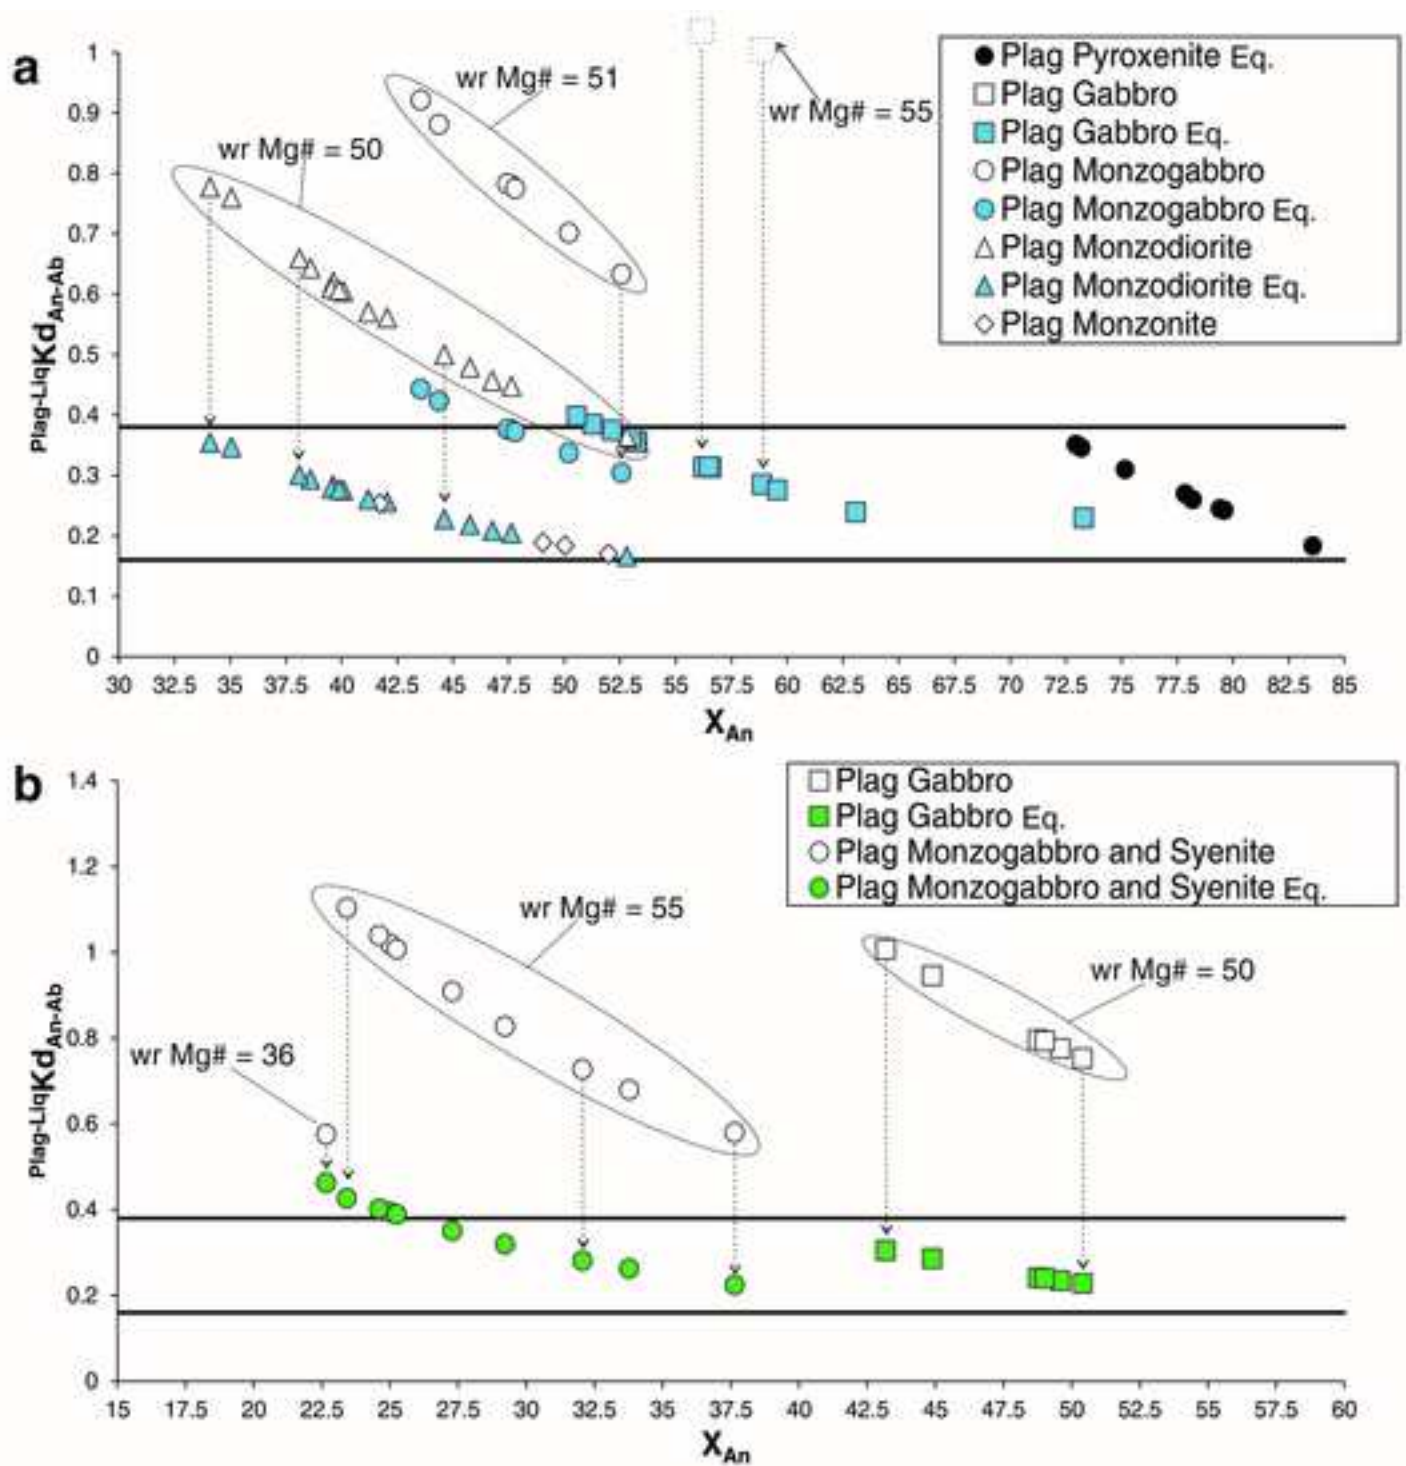 a
wr Mg# = 51
wr Mg# = 50
wr Mg# = 55
Plag Pyroxenite Eq.
Plag Gabbro
Plag Gabbro Eq.
Plag Monzogabbro
Plag Monzogabbro Eq.
Plag Monzodiorite
Plag Monzodiorite Eq.
Plag Monzonite
Plag-LiqKdAn-Ab
1
0.9
0.8
0.7
0.6
0.5
0.4
0.3
0.2
0.1
0
30 32.5 35 37.5 40 42.5 45 47.5 50 52.5 55 57.5 60 62.5 65 67.5 70 72.5 75 77.5 80 82.5 85
XAn
b
Plag Gabbro
Plag Gabbro Eq.
Plag Monzogabbro and Syenite
Plag Monzogabbro and Syenite Eq.
wr Mg# = 55
wr Mg# = 50
wr Mg# = 36
Plag-LiqKdAn-Ab
1.4
1.2
1
0.8
0.6
0.4
0.2
0
15 17.5 20 22.5 25 27.5 30 32.5 35 37.5 40 42.5 45 47.5 50 52.5 55 57.5 60
XAn